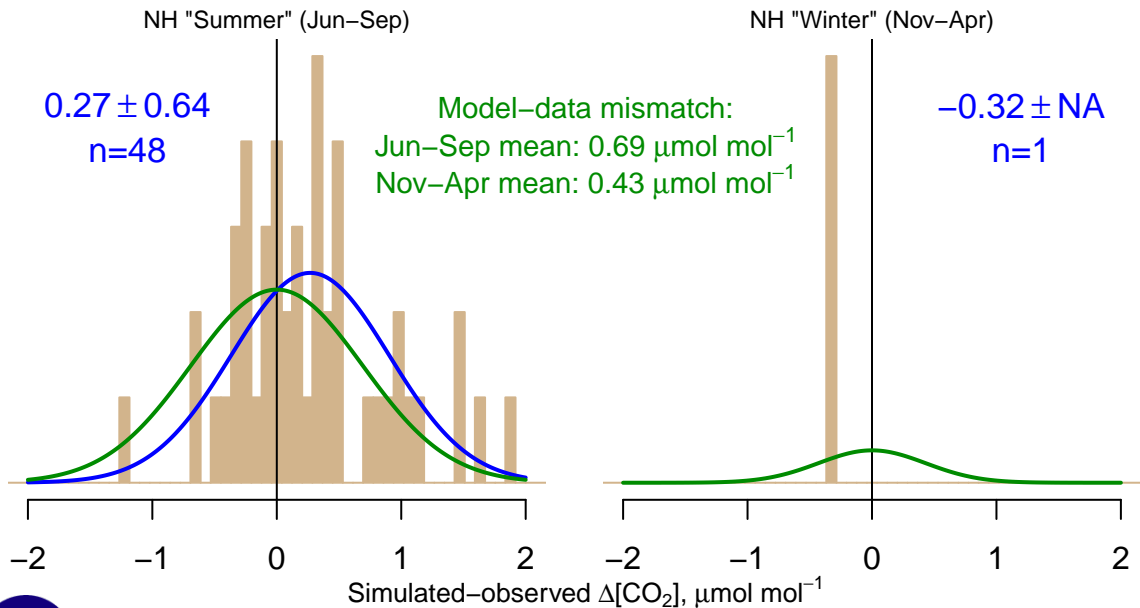 NH "Summer" (Jun−Sep)
NH "Winter" (Nov−Apr)
0.27 ± 0.64
n=48
Model−data mismatch:
Jun−Sep mean: 0.69 μmol mol⁻¹
Nov−Apr mean: 0.43 μmol mol⁻¹
−0.32 ± NA
n=1
−2 −1 0 1 2
−2 −1 0 1 2
Simulated−observed Δ[CO₂], μmol mol⁻¹